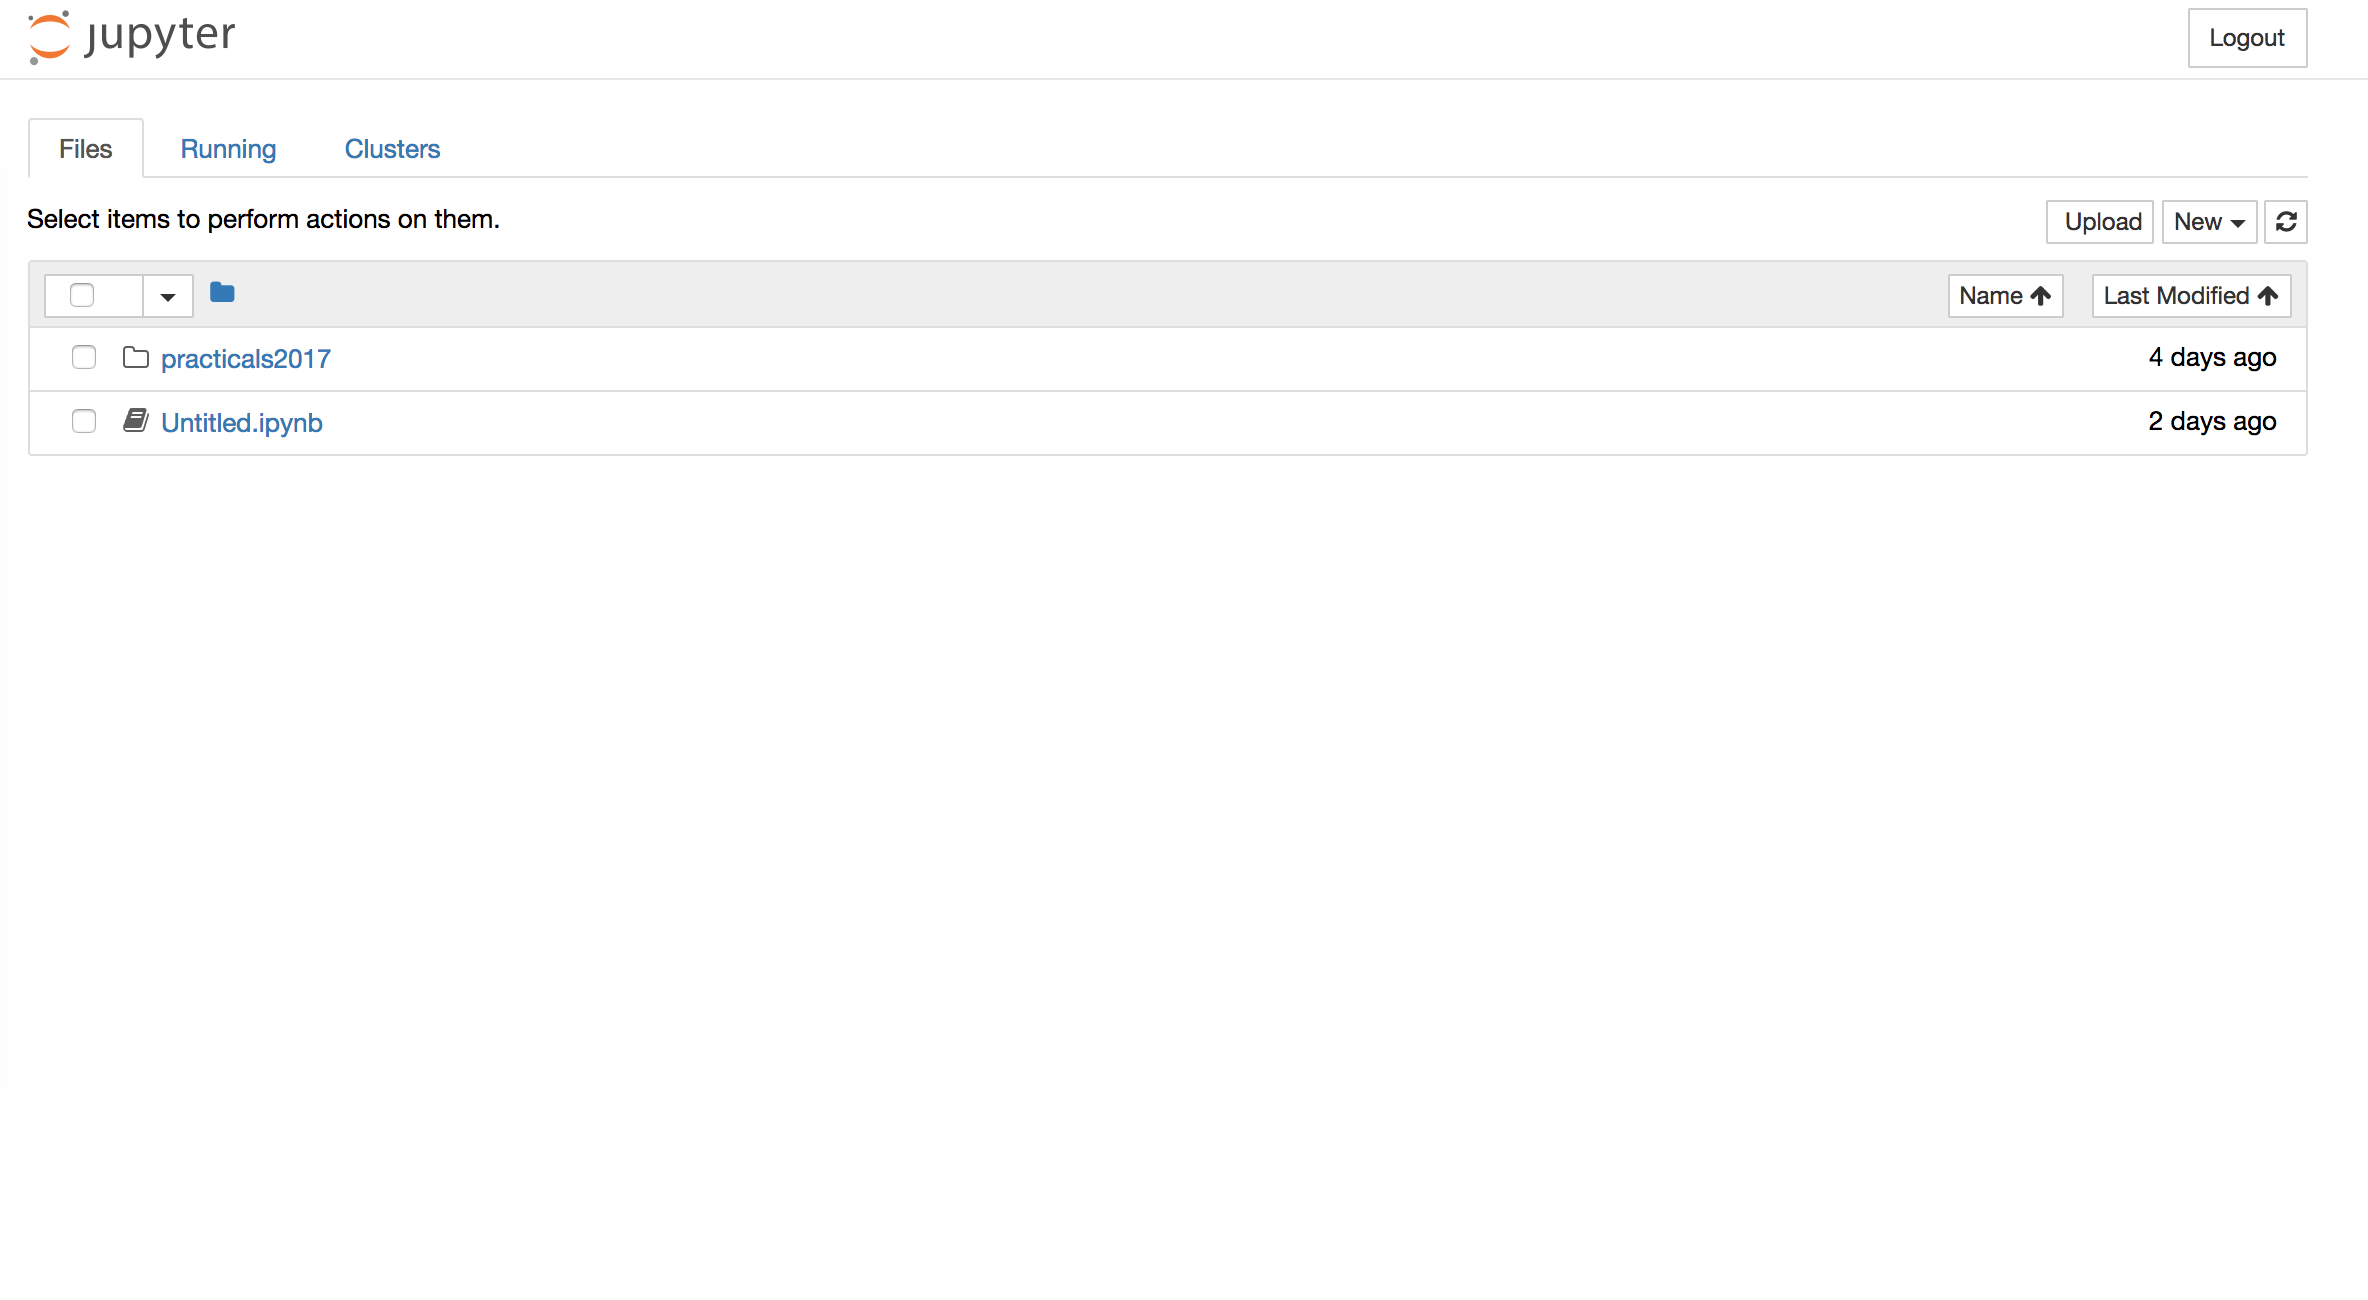 jupyter
Logout
Files Running Clusters
Select items to perform actions on them.
Upload New
Name Last Modified
practicals2017 4 days ago
Untitled.ipynb 2 days ago